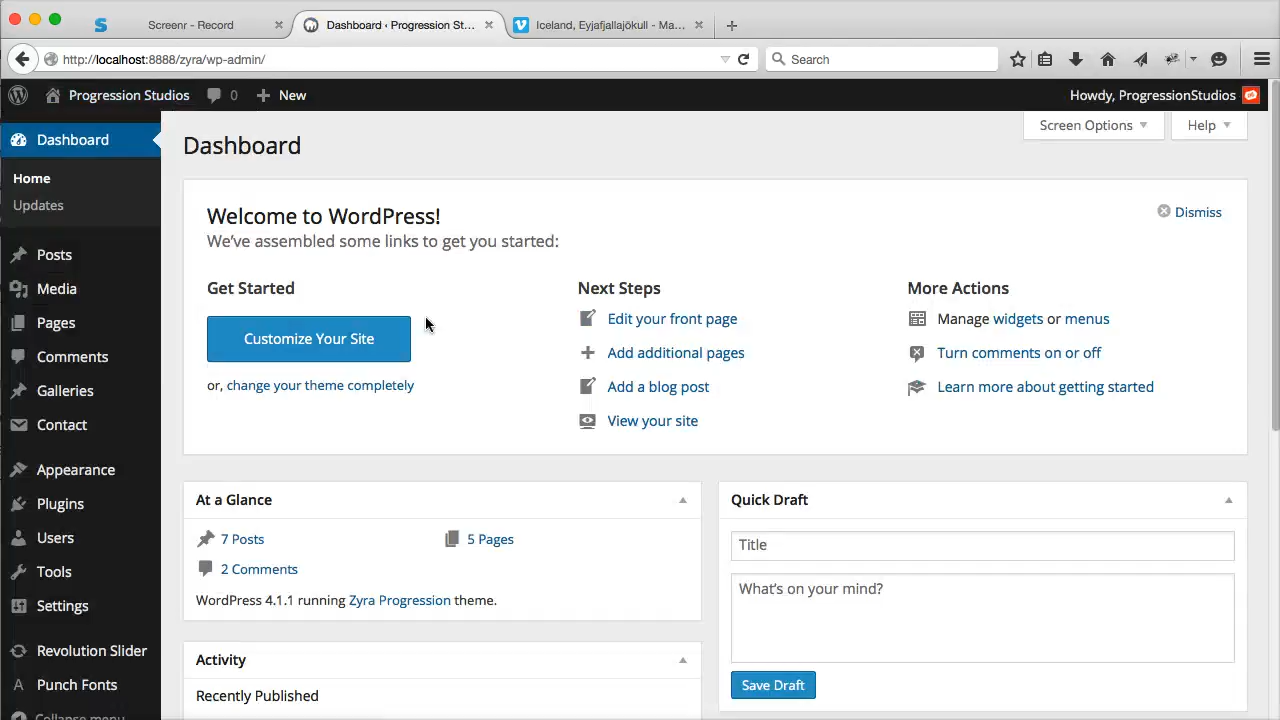 Screenr - Record
Dashboard ‹ Progression St...
Iceland, Eyjafjallajökull - Ma...
http://localhost:8888/zyra/wp-admin/
Search
Progression Studios
0
New
Howdy, ProgressionStudios
Dashboard
Home
Updates
Posts
Media
Pages
Comments
Galleries
Contact
Appearance
Plugins
Users
Tools
Settings
Revolution Slider
Punch Fonts
Collapse menu
Screen Options
Help
Dashboard
Welcome to WordPress!
We've assembled some links to get you started:
Dismiss
Get Started
Customize Your Site
or, change your theme completely
Next Steps
Edit your front page
Add additional pages
Add a blog post
View your site
More Actions
Manage widgets or menus
Turn comments on or off
Learn more about getting started
At a Glance
7 Posts
5 Pages
2 Comments
WordPress 4.1.1 running Zyra Progression theme.
Activity
Recently Published
Quick Draft
Title
What's on your mind?
Save Draft